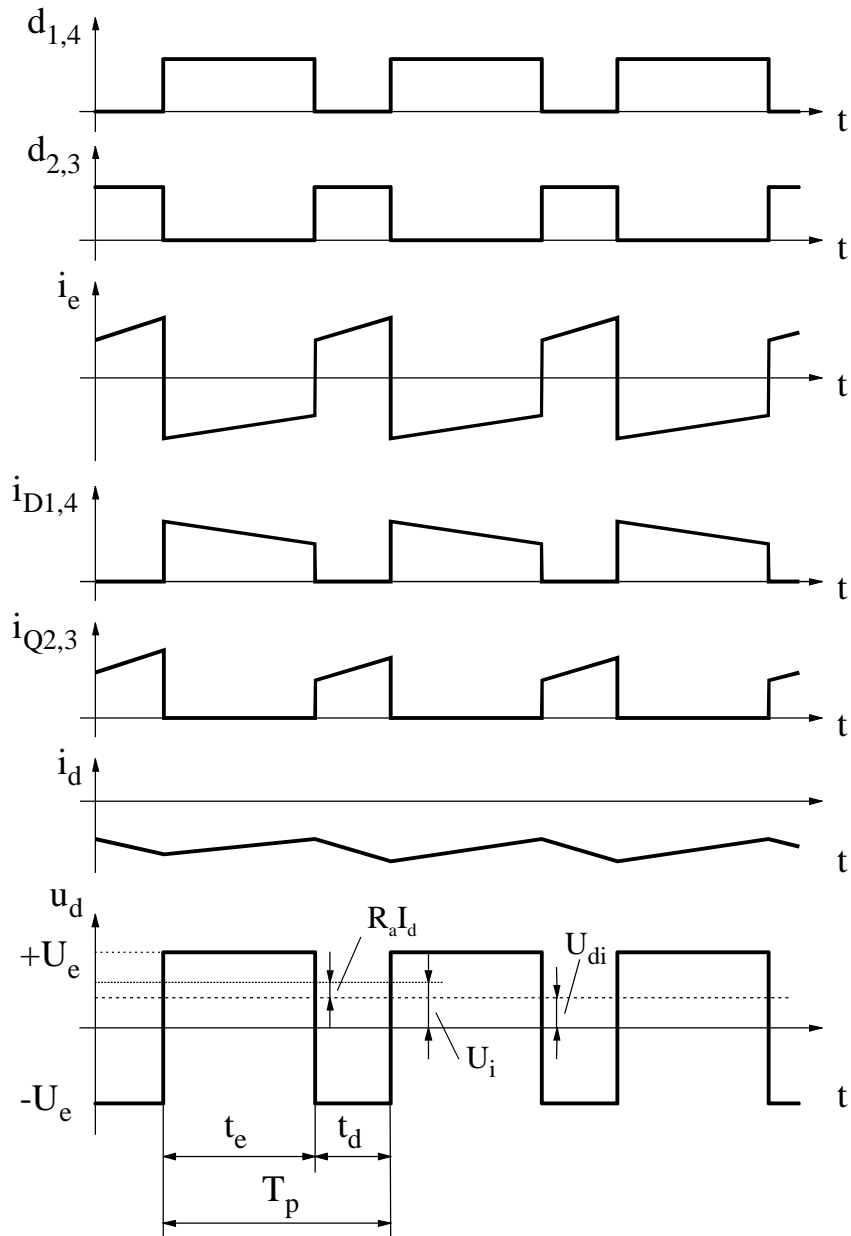 d1,4
t
d2,3
t
ie
t
iD1,4
t
iQ2,3
t
id
t
ud
RaId
+Ue
Udi
Ui
-Ue
t
te
td
Tp